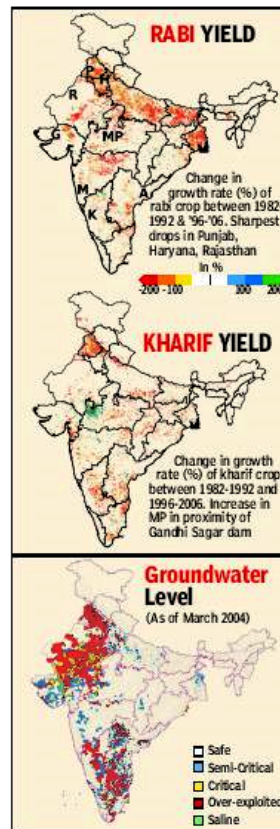 RABI YIELD
P
H
R
G
MP
M
K
A
Change in
growth rate (%) of
rabi crop between 1982-
1992 & '96-'06. Sharpest
drops in Punjab,
Haryana, Rajasthan
In %
-200 -100 100 200
KHARIF YIELD
Change in growth
rate (%) of kharif crop
between 1982-1992 and
1996-2006. Increase in
MP in proximity of
Gandhi Sagar dam
Groundwater
Level
(As of March 2004)
Safe
Semi-Critical
Critical
Over-exploited
Saline